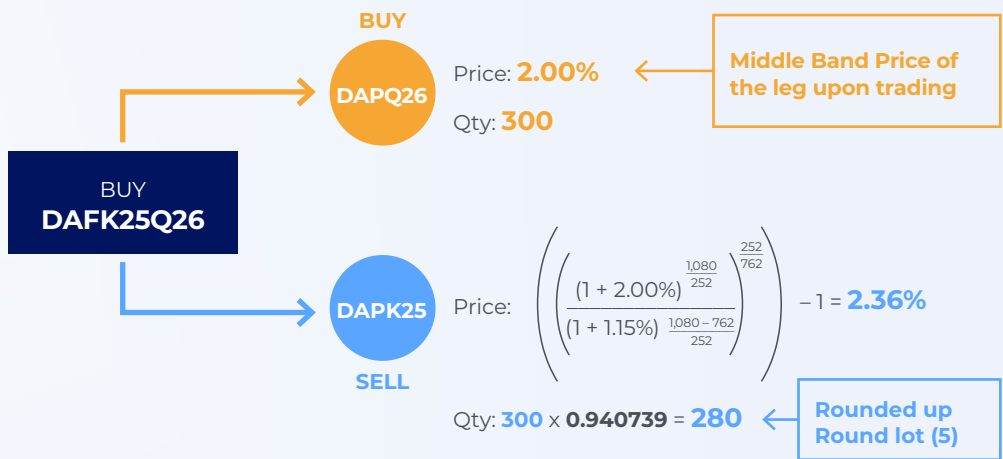 BUY
DAPQ26
Price: 2.00%
Qty: 300
Middle Band Price of
the leg upon trading
BUY
DAFK25Q26
DAPK25
SELL
Price: (((1 + 2.00%)^(1,080/252) / (1 + 1.15%)^((1,080 – 762)/252))^(252/762)) – 1 = 2.36%
Qty: 300 x 0.940739 = 280
Rounded up
Round lot (5)